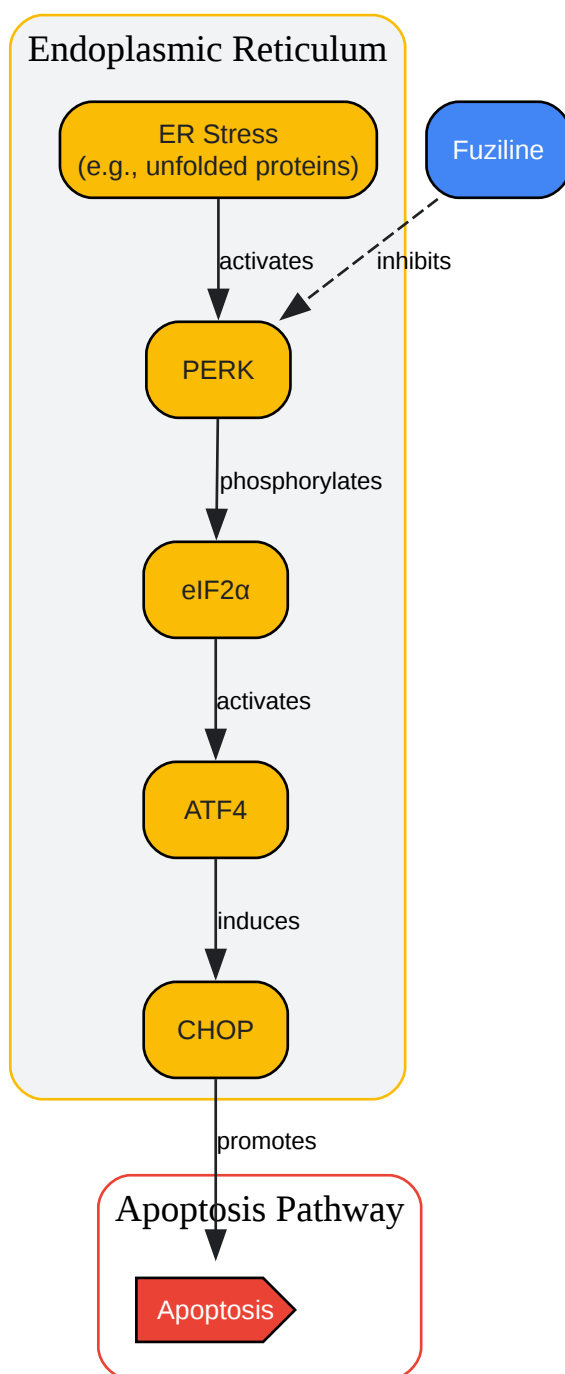 Endoplasmic Reticulum
ER Stress
(e.g., unfolded proteins)
Fuziline
activates
inhibits
PERK
phosphorylates
eIF2α
activates
ATF4
induces
CHOP
promotes
Apoptosis Pathway
Apoptosis